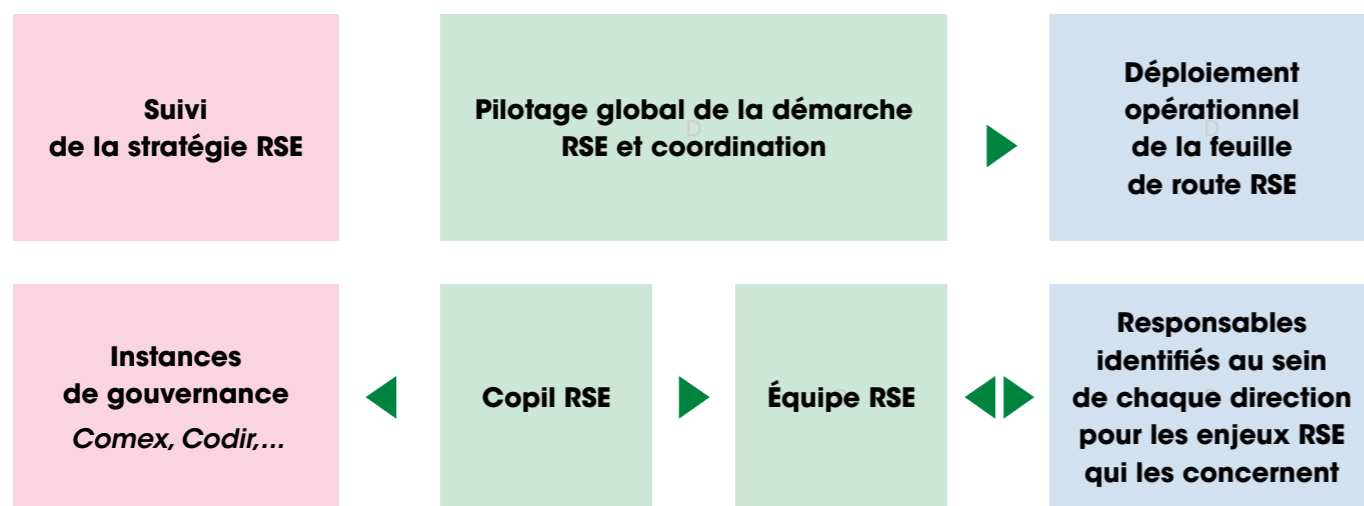 Suivi
de la stratégie RSE
Pilotage global de la démarche
RSE et coordination
Déploiement
opérationnel
de la feuille
de route RSE
Instances
de gouvernance
Comex, Codir,...
Copil RSE
Équipe RSE
Responsables
identifiés au sein
de chaque direction
pour les enjeux RSE
qui les concernent